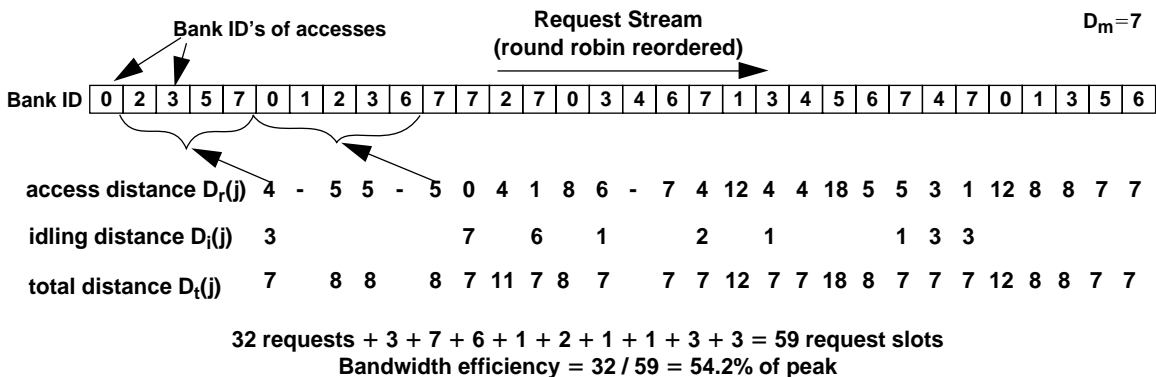 Bank ID's of accesses
Request Stream
(round robin reordered)
D_m=7
Bank ID 0 2 3 5 7 0 1 2 3 6 7 7 2 7 0 3 4 6 7 1 3 4 5 6 7 4 7 0 1 3 5 6
access distance D_r(j) 4 - 5 5 - 5 0 4 1 8 6 - 7 4 12 4 4 18 5 5 3 1 12 8 8 7 7
idling distance D_i(j) 3 7 6 1 2 1 1 3 3
total distance D_t(j) 7 8 8 8 7 11 7 8 7 7 7 12 7 7 18 8 7 7 7 12 8 8 7 7
32 requests + 3 + 7 + 6 + 1 + 2 + 1 + 1 + 3 + 3 = 59 request slots
Bandwidth efficiency = 32 / 59 = 54.2% of peak